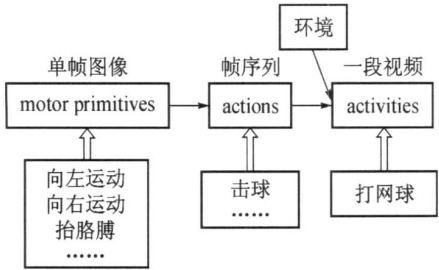 环境
单帧图像
帧序列
一段视频
motor primitives
actions
activities
向左运动
向右运动
抬胳膊
……
击球
……
打网球